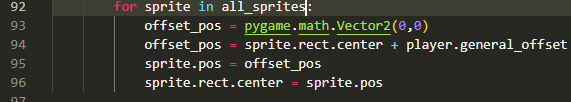 92 for sprite in all_sprites:
93 offset_pos = pygame.math.Vector2(0,0)
94 offset_pos = sprite.rect.center + player.general_offset
95 sprite.pos = offset_pos
96 sprite.rect.center = sprite.pos
97